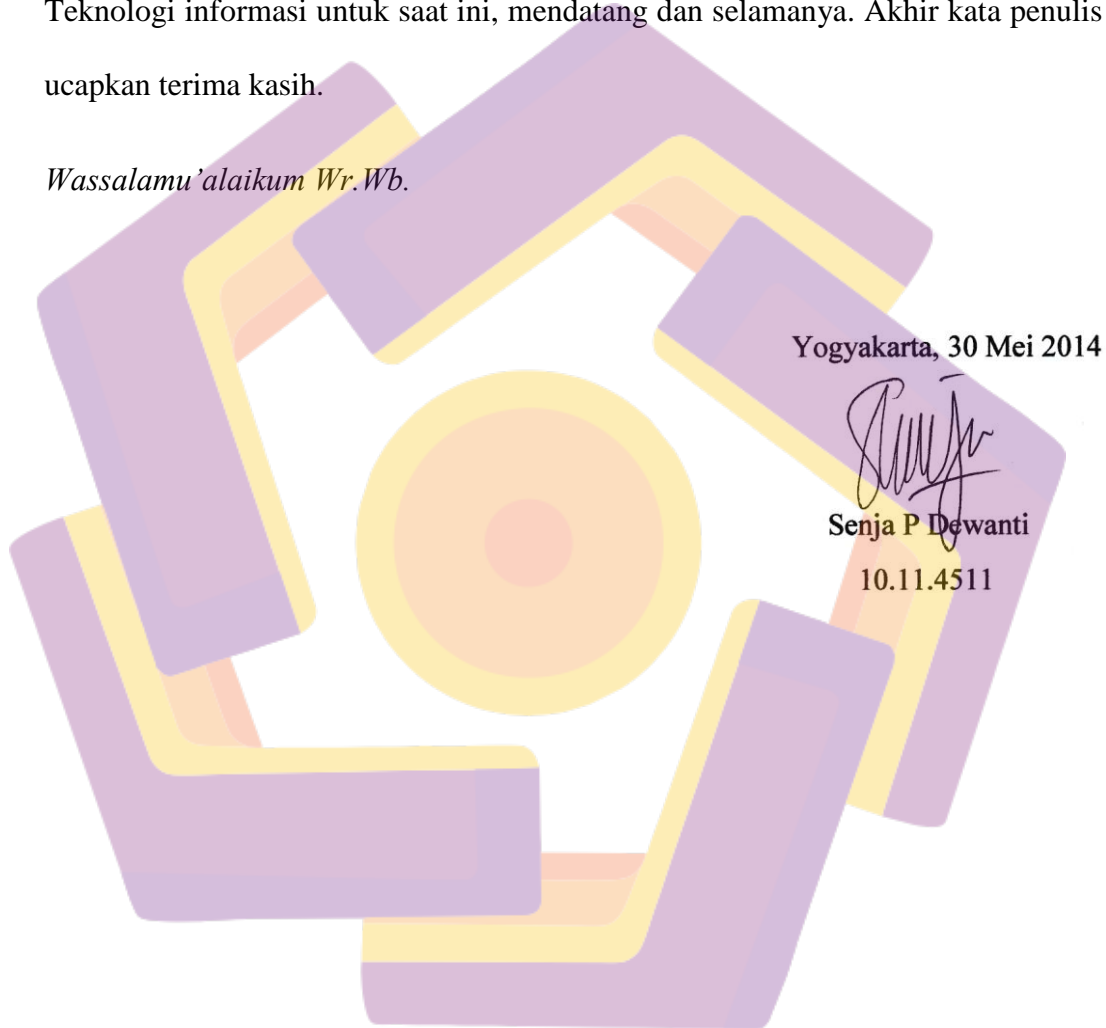 Teknologi informasi untuk saat ini, mendatang dan selamanya. Akhir kata penulis
ucapkan terima kasih.
Wassalamu’alaikum Wr.Wb.
Yogyakarta, 30 Mei 2014
Senja P Dewanti
10.11.4511